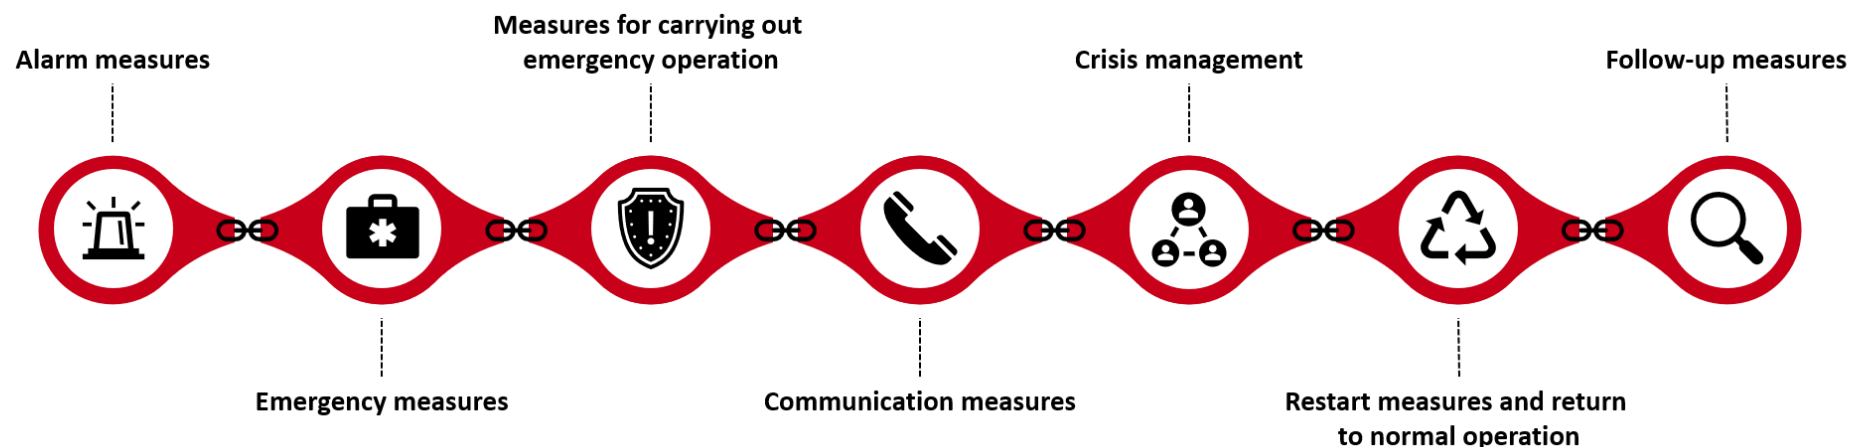 Alarm measures
Emergency measures
Measures for carrying out
emergency operation
Communication measures
Crisis management
Restart measures and return
to normal operation
Follow-up measures